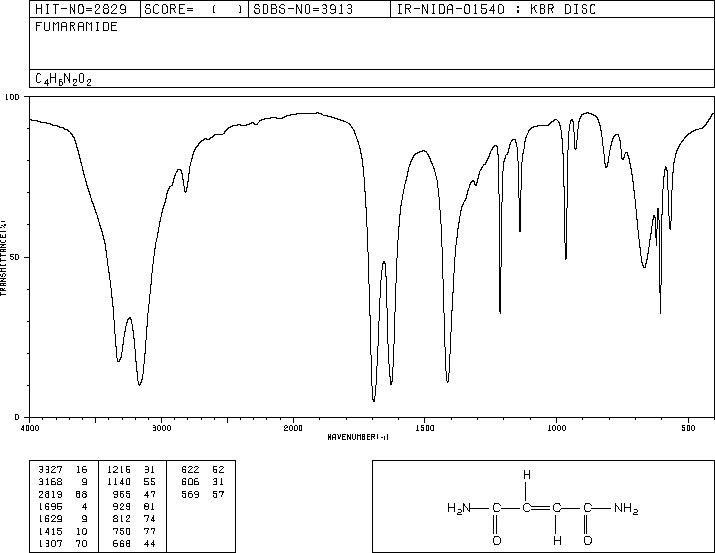 HIT-NO=2829 SCORE= ( ) SDBS-NO=3913 IR-NIDA-01540 : KBR DISC
FUMARAMIDE
C4H6N2O2
100
50
0
TRANSMITTANCE(%)
4000 3000 2000 1500 1000 500
WAVENUMBER(-1)
3327 16 1216 31 622 52
3168 9 1140 55 606 31
2819 68 965 47 569 57
1695 4 929 81
1629 9 812 74
1415 10 750 77
1307 70 668 44
H
H2N C C C C NH2
O H O